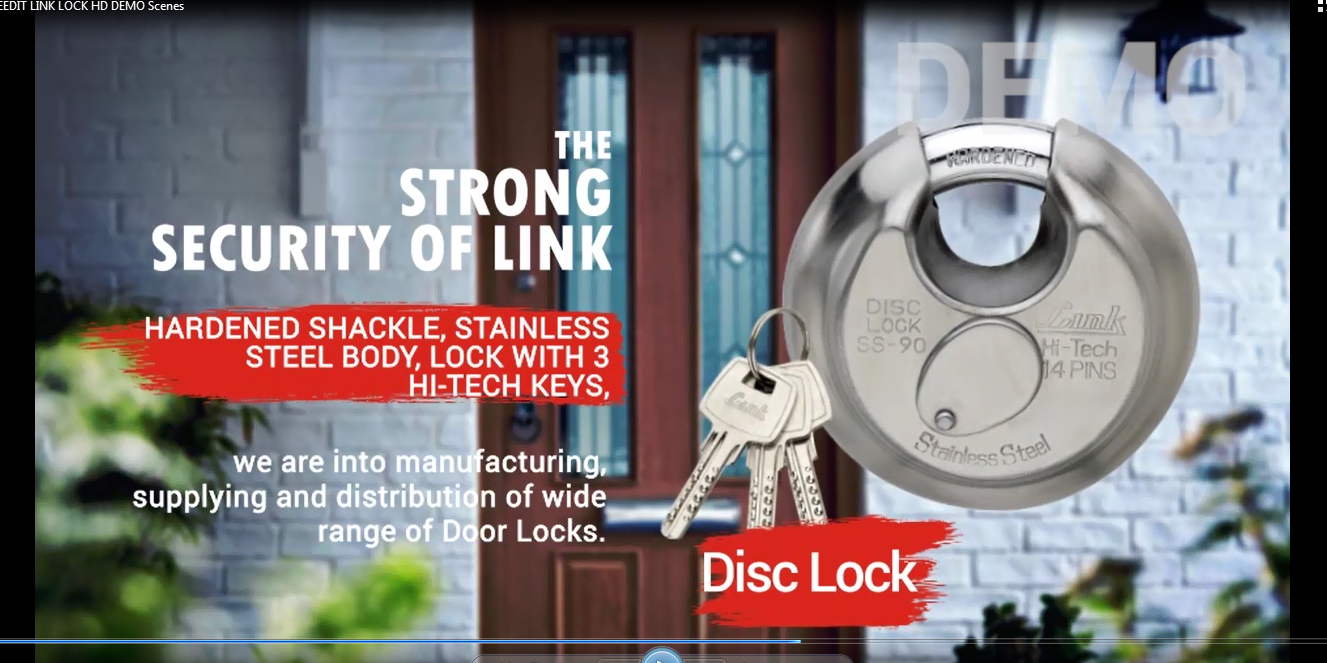 EEDIT LINK LOCK HD DEMO Scenes
DEMO
THE
STRONG
SECURITY OF LINK
HARDENED SHACKLE, STAINLESS
STEEL BODY, LOCK WITH 3
HI-TECH KEYS,
we are into manufacturing,
supplying and distribution of wide
range of Door Locks.
HARDENED
DISC
LOCK
SS-90
Link
Hi-Tech
14 PINS
Stainless Steel
Link
Disc Lock